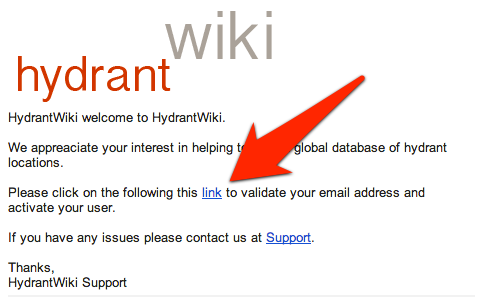 wiki
hydrant
HydrantWiki welcome to HydrantWiki.
We appreaciate your interest in helping to global database of hydrant
locations.
Please click on the following this link to validate your email address and
activate your user.
If you have any issues please contact us at Support.
Thanks,
HydrantWiki Support